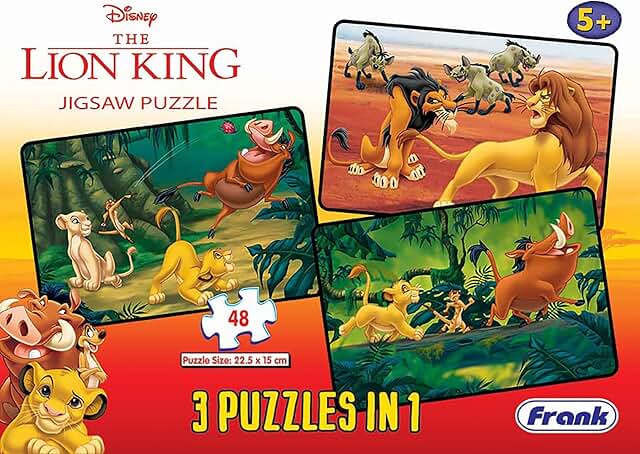 Disney
THE
LION KING
JIGSAW PUZZLE
5+
48
Puzzle Size: 22.5 x 15 cm
3 PUZZLES IN 1
Frank